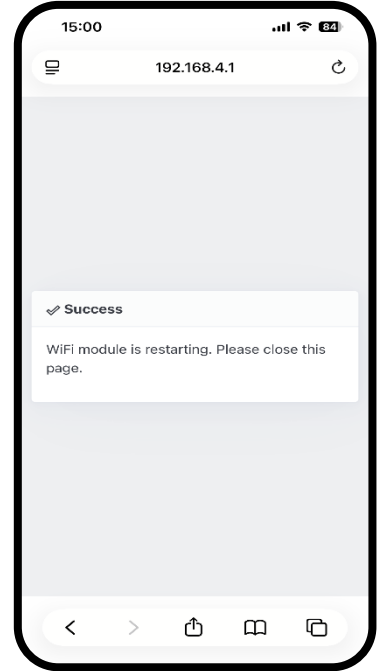 15:00
84
192.168.4.1
Success
WiFi module is restarting. Please close this
page.